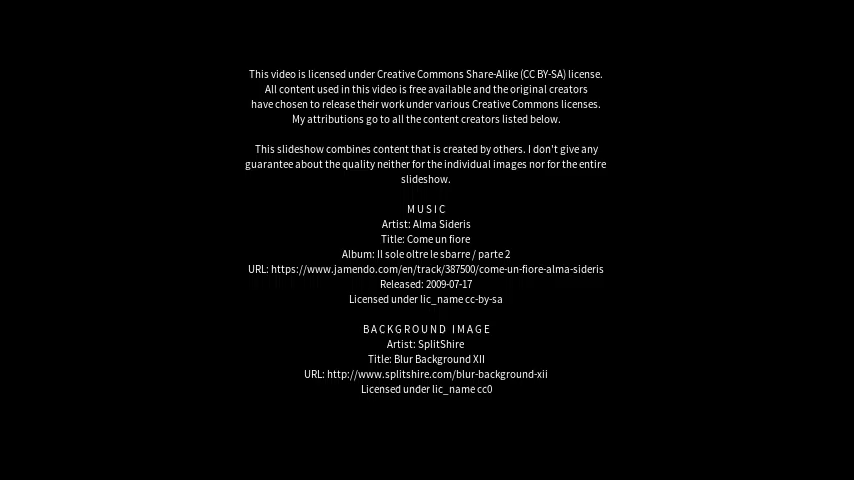 This video is licensed under Creative Commons Share-Alike (CC BY-SA) license.
All content used in this video is free available and the original creators
have chosen to release their work under various Creative Commons licenses.
My attributions go to all the content creators listed below.
This slideshow combines content that is created by others. I don't give any
guarantee about the quality neither for the individual images nor for the entire
slideshow.
MUSIC
Artist: Alma Sideris
Title: Come un fiore
Album: Il sole oltre le sbarre / parte 2
URL: https://www.jamendo.com/en/track/387500/come-un-fiore-alma-sideris
Released: 2009-07-17
Licensed under lic_name cc-by-sa
BACKGROUND IMAGE
Artist: SplitShire
Title: Blur Background XII
URL: http://www.splitshire.com/blur-background-xii
Licensed under lic_name cc0